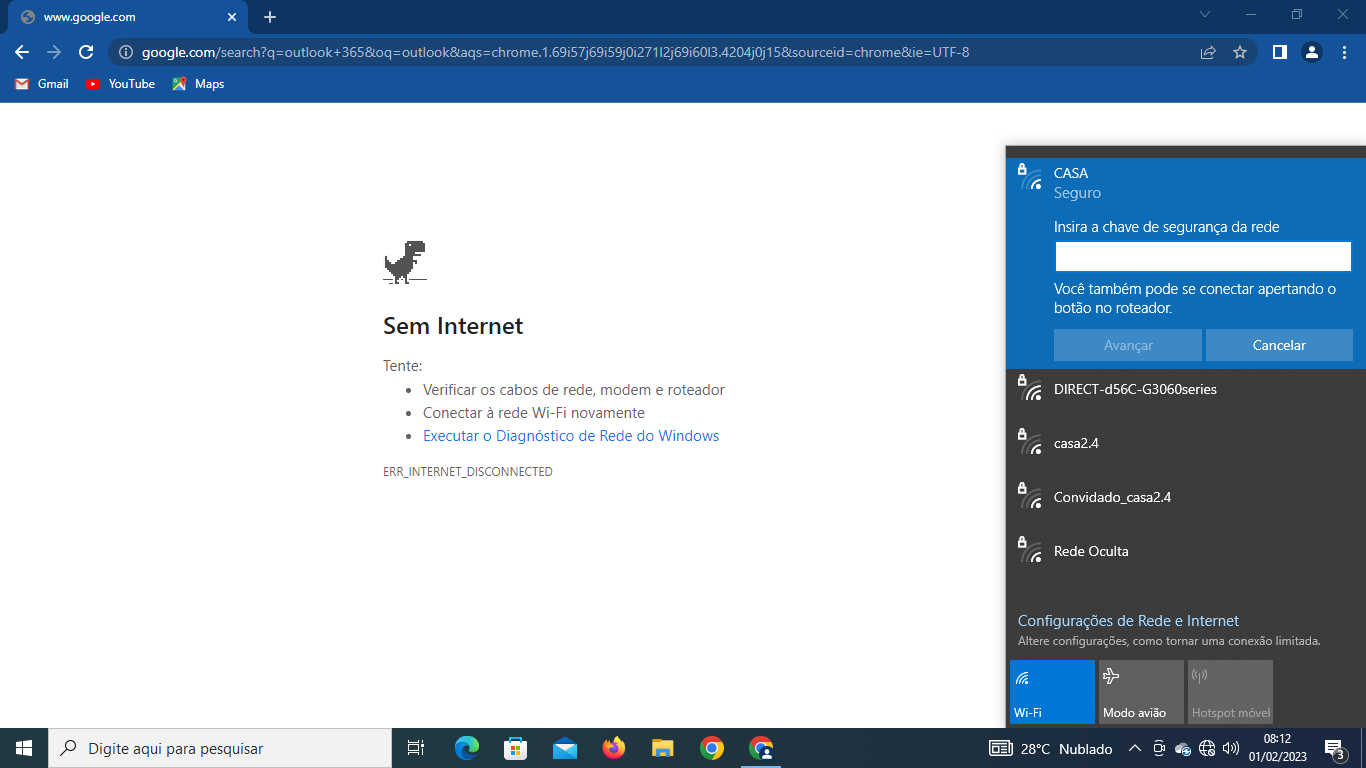 www.google.com
google.com/search?q=outlook+365&oq=outlook&aqs=chrome.1.69i57j69i59j0i271l2j69i60l3.4204j0j15&sourceid=chrome&ie=UTF-8
Gmail
YouTube
Maps
Sem Internet
Tente:
• Verificar os cabos de rede, modem e roteador
• Conectar à rede Wi-Fi novamente
• Executar o Diagnóstico de Rede do Windows
ERR_INTERNET_DISCONNECTED
CASA
Seguro
Insira a chave de segurança da rede
Você também pode se conectar apertando o
botão no roteador.
Avançar
Cancelar
DIRECT-d56C-G3060series
casa2.4
Convidado_casa2.4
Rede Oculta
Configurações de Rede e Internet
Altere configurações, como tornar uma conexão limitada.
Wi-Fi
Modo avião
Hotspot móvel
Digite aqui para pesquisar
28°C Nublado
08:12
01/02/2023
3